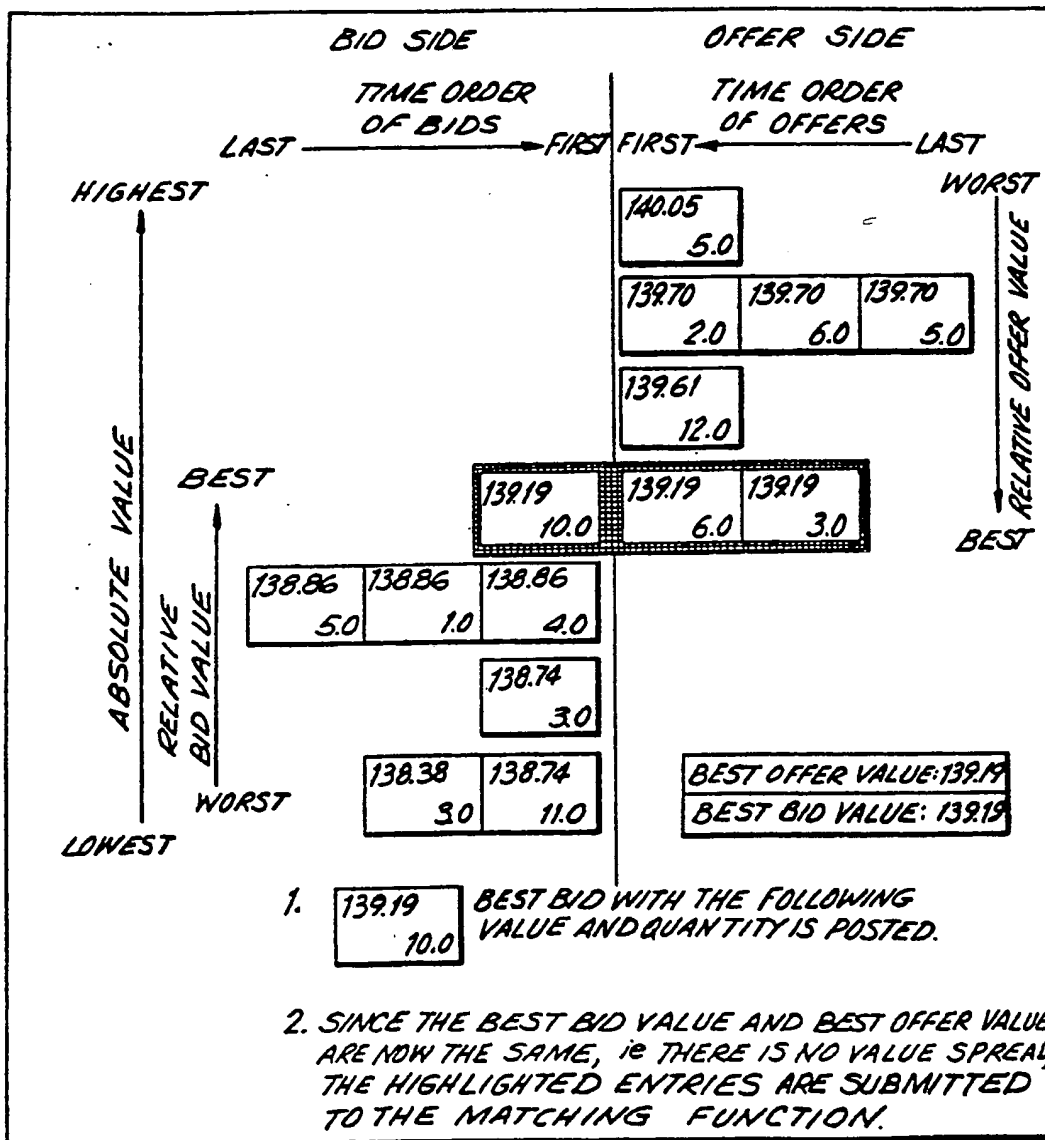 BID SIDE
OFFER SIDE
TIME ORDER
OF BIDS
TIME ORDER
OF OFFERS
LAST
FIRST
FIRST
LAST
HIGHEST
WORST
140.05
5.0
139.70 139.70 139.70
2.0 6.0 5.0
139.61
12.0
RELATIVE OFFER VALUE
ABSOLUTE VALUE
BEST
139.19 139.19 139.19
10.0 6.0 3.0
BEST
138.86 138.86 138.86
5.0 1.0 4.0
RELATIVE
BID VALUE
138.74
3.0
138.38 138.74
3.0 11.0
WORST
LOWEST
BEST OFFER VALUE: 139.19
BEST BID VALUE: 139.19
1. 139.19 BEST BID WITH THE FOLLOWING
10.0 VALUE AND QUANTITY IS POSTED.
2. SINCE THE BEST BID VALUE AND BEST OFFER VALUE
ARE NOW THE SAME, ie THERE IS NO VALUE SPREAD,
THE HIGHLIGHTED ENTRIES ARE SUBMITTED
TO THE MATCHING FUNCTION.